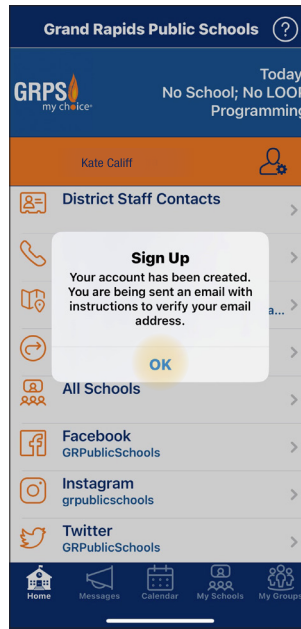 Grand Rapids Public Schools ?
Today
No School; No LOOP
Programming
GRPS
my choice
Kate Califf
District Staff Contacts
Sign Up
Your account has been created.
You are being sent an email with
instructions to verify your email
address.
a...
OK
All Schools
Facebook
GRPublicSchools
Instagram
grpublicschools
Twitter
GRPublicSchools
Home Messages Calendar My Schools My Groups